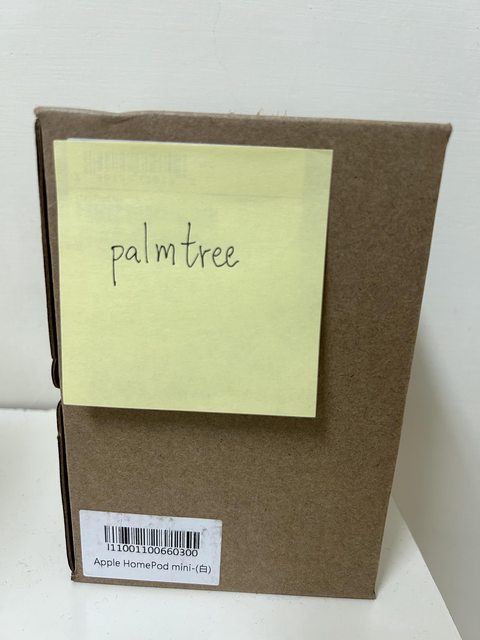 palmtree
I11001100660300
Apple HomePod mini-(白)